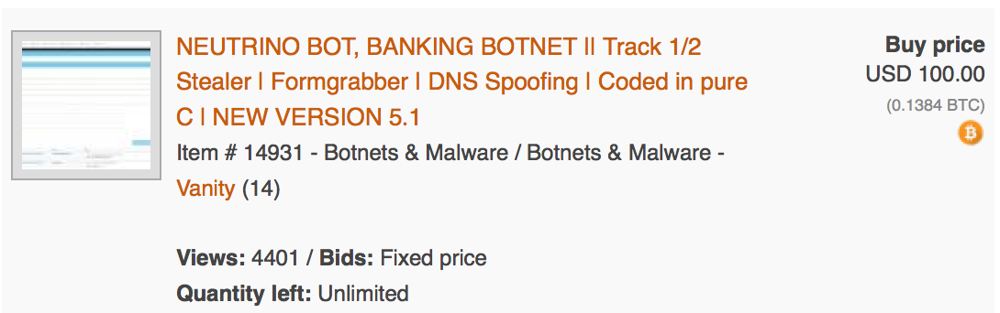 NEUTRINO BOT, BANKING BOTNET ll Track 1/2
Stealer l Formgrabber l DNS Spoofing l Coded in pure
C l NEW VERSION 5.1
Item # 14931 - Botnets & Malware / Botnets & Malware -
Vanity (14)
Views: 4401 / Bids: Fixed price
Quantity left: Unlimited
Buy price
USD 100.00
(0.1384 BTC)